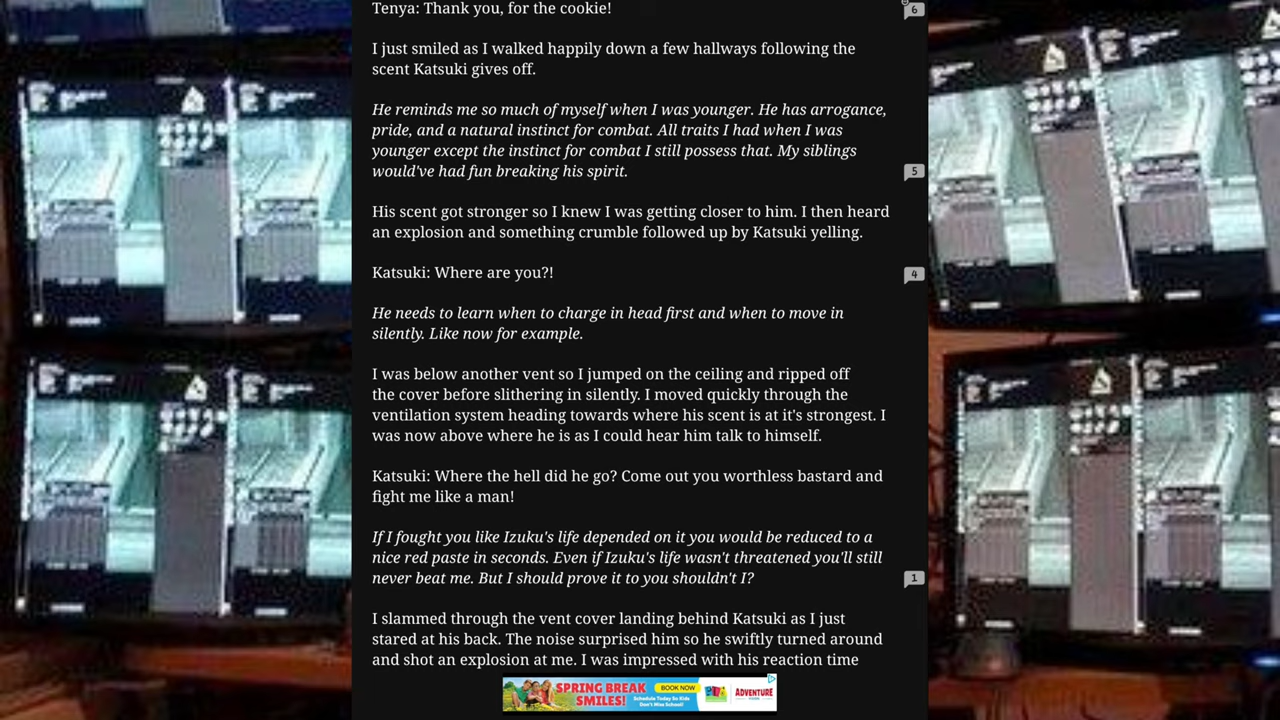 Tenya: Thank you, for the cookie!
6
I just smiled as I walked happily down a few hallways following the
scent Katsuki gives off.
He reminds me so much of myself when I was younger. He has arrogance,
pride, and a natural instinct for combat. All traits I had when I was
younger except the instinct for combat I still possess that. My siblings
would've had fun breaking his spirit.
5
His scent got stronger so I knew I was getting closer to him. I then heard
an explosion and something crumble followed up by Katsuki yelling.
Katsuki: Where are you?!
4
He needs to learn when to charge in head first and when to move in
silently. Like now for example.
I was below another vent so I jumped on the ceiling and ripped off
the cover before slithering in silently. I moved quickly through the
ventilation system heading towards where his scent is at it's strongest. I
was now above where he is as I could hear him talk to himself.
Katsuki: Where the hell did he go? Come out you worthless bastard and
fight me like a man!
If I fought you like Izuku's life depended on it you would be reduced to a
nice red paste in seconds. Even if Izuku's life wasn't threatened you'll still
never beat me. But I should prove it to you shouldn't I?
1
I slammed through the vent cover landing behind Katsuki as I just
stared at his back. The noise surprised him so he swiftly turned around
and shot an explosion at me. I was impressed with his reaction time
SPRING BREAK
SMILES!
BOOK NOW
Schedule Today So Kids
Don't Miss School!
ADVENTURE